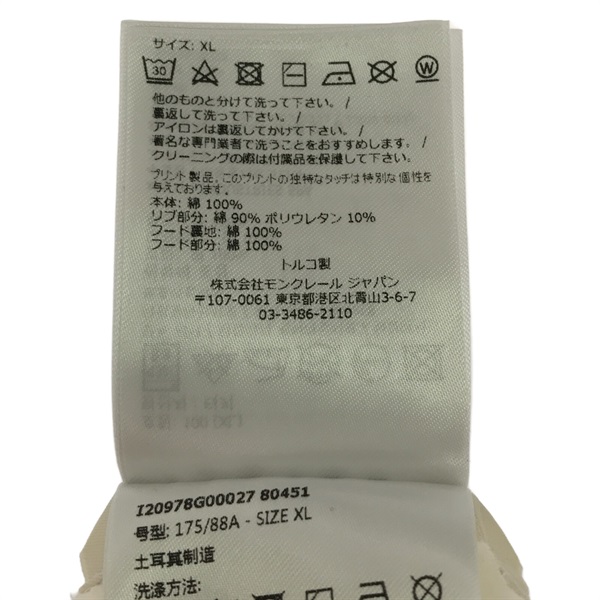 サイズ: XL
30
W
他のものと分けて洗って下さい。 /
裏返して洗って下さい。 /
アイロンは裏返してかけて下さい。 /
著名な専門業者で洗うことをおすすめします。 /
クリーニングの際は付属品を保護して下さい。
プリント製品。このプリントの独特なタッチは特別な個性を
与えております。
本体: 綿 100%
リブ部分: 綿 90% ポリウレタン 10%
フード裏地: 綿 100%
フード部分: 綿 100%
トルコ製
株式会社モンクレール ジャパン
〒107-0061 東京都港区北青山3-6-7
03-3486-2110
I20978G00027 80451
号型: 175/88A - SIZE XL
土耳其制造
洗涤方法: